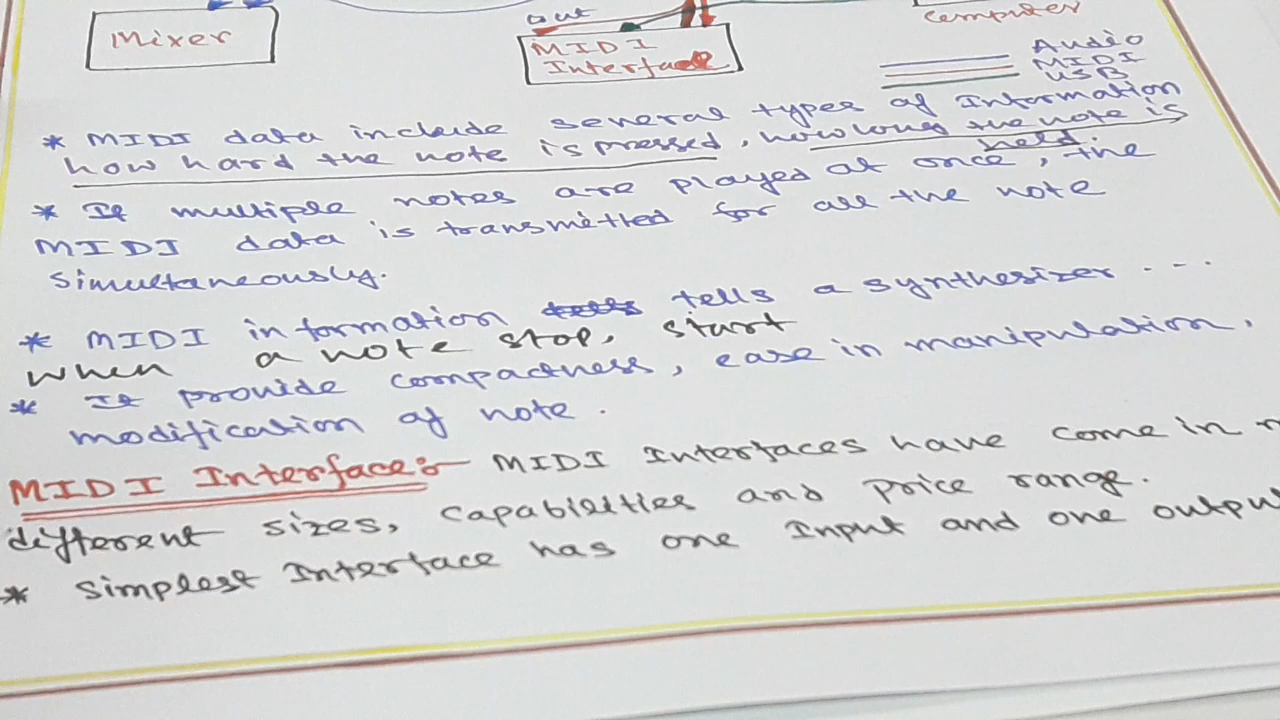 out
Mixer
MIDI
Interface
Computer
Audio
MIDI
USB
* MIDI data include several types of Information
how hard the note is pressed, how long the note is
held.
* If multiple notes are played at once, the
MIDI data is transmitted for all the note
simultaneously.
* MIDI information tells a synthesizer ...
when a note stop, start
* It provide compactness, ease in manipulation,
modification of note.
MIDI Interface:- MIDI Interfaces have come in
different sizes, capabilities and price range.
* Simplest Interface has one Input and one outpu